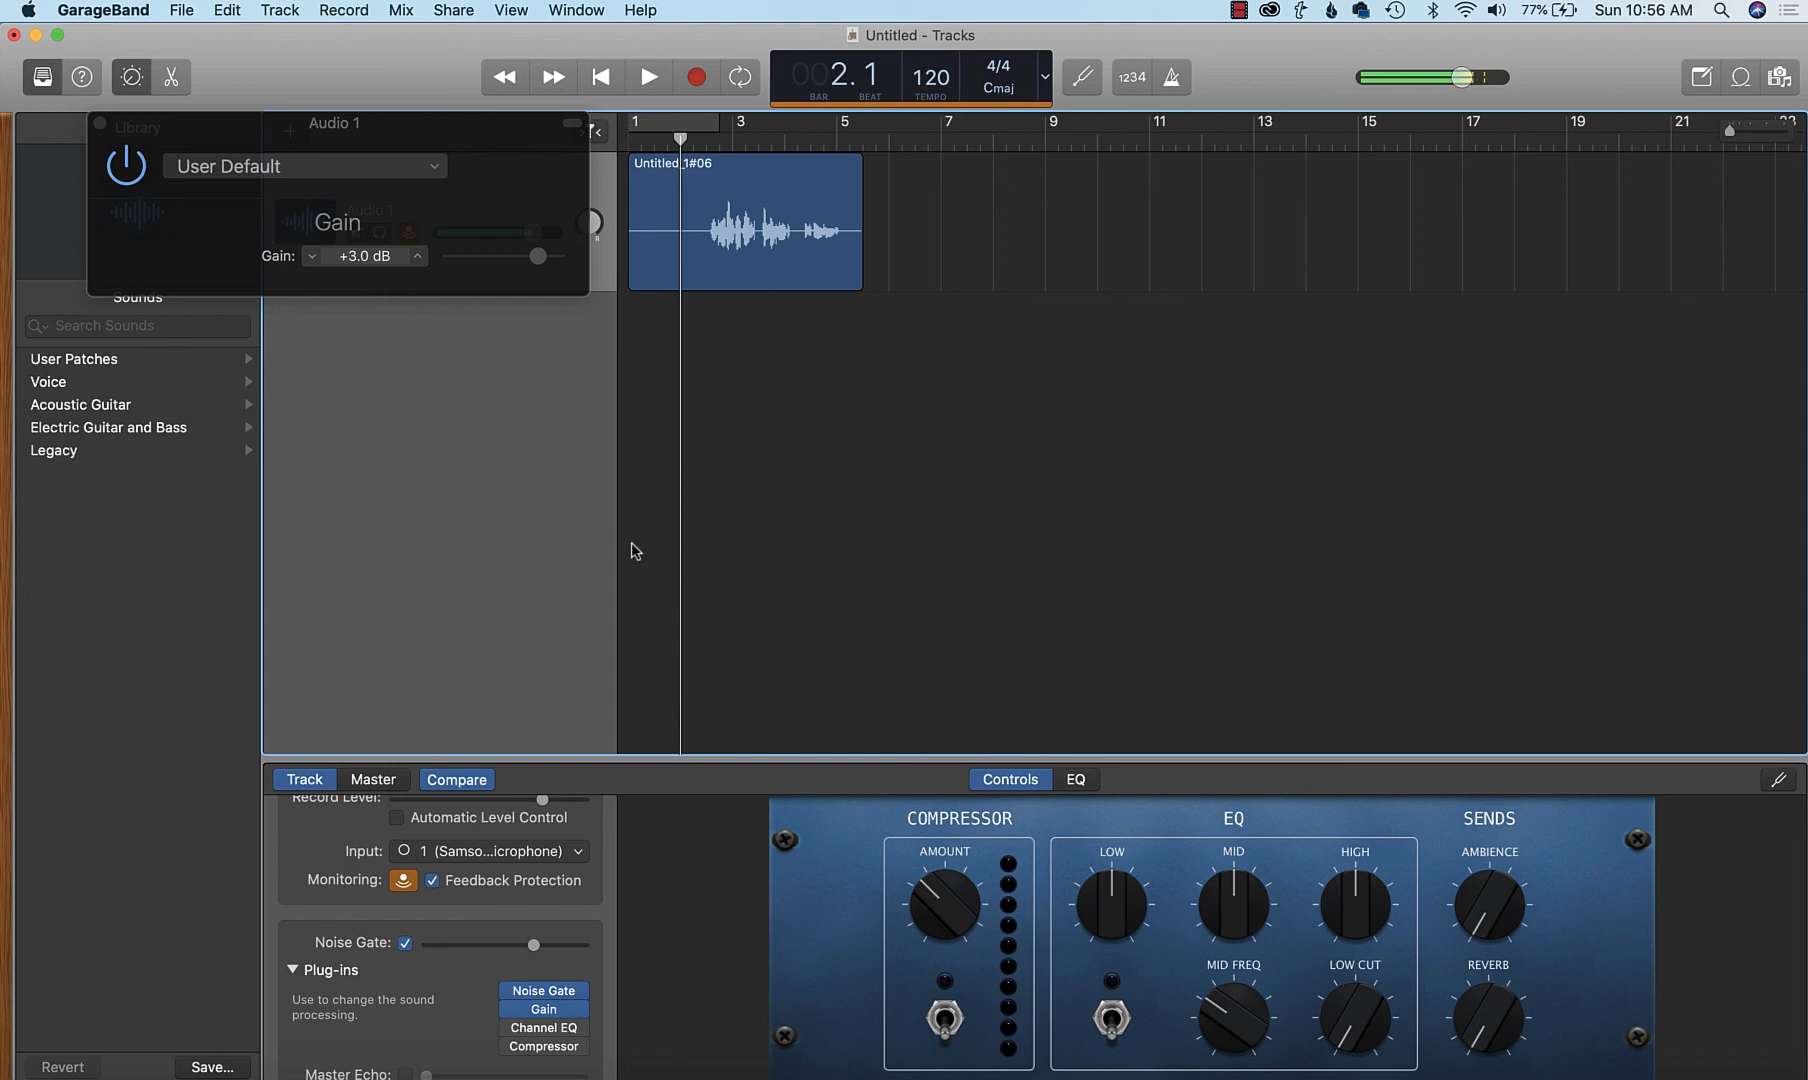 GarageBand File Edit Track Record Mix Share View Window Help 77% Sun 10:56 AM
Untitled - Tracks
002.1 120 4/4 Cmaj 1234
BAR BEAT TEMPO
Library Audio 1 1 3 5 7 9 11 13 15 17 19 21
User Default
Untitled_1#06
Audio 1
Gain
R
Gain: +3.0 dB
Sounds
Search Sounds
User Patches
Voice
Acoustic Guitar
Electric Guitar and Bass
Legacy
Track Master Compare Controls EQ
Record Level:
Automatic Level Control
Input: 1 (Samso...icrophone)
Monitoring: Feedback Protection
Noise Gate:
Plug-ins
Use to change the sound
processing.
Noise Gate
Gain
Channel EQ
Compressor
Master Echo:
COMPRESSOR EQ SENDS
AMOUNT LOW MID HIGH AMBIENCE
MID FREQ LOW CUT REVERB
Revert Save...